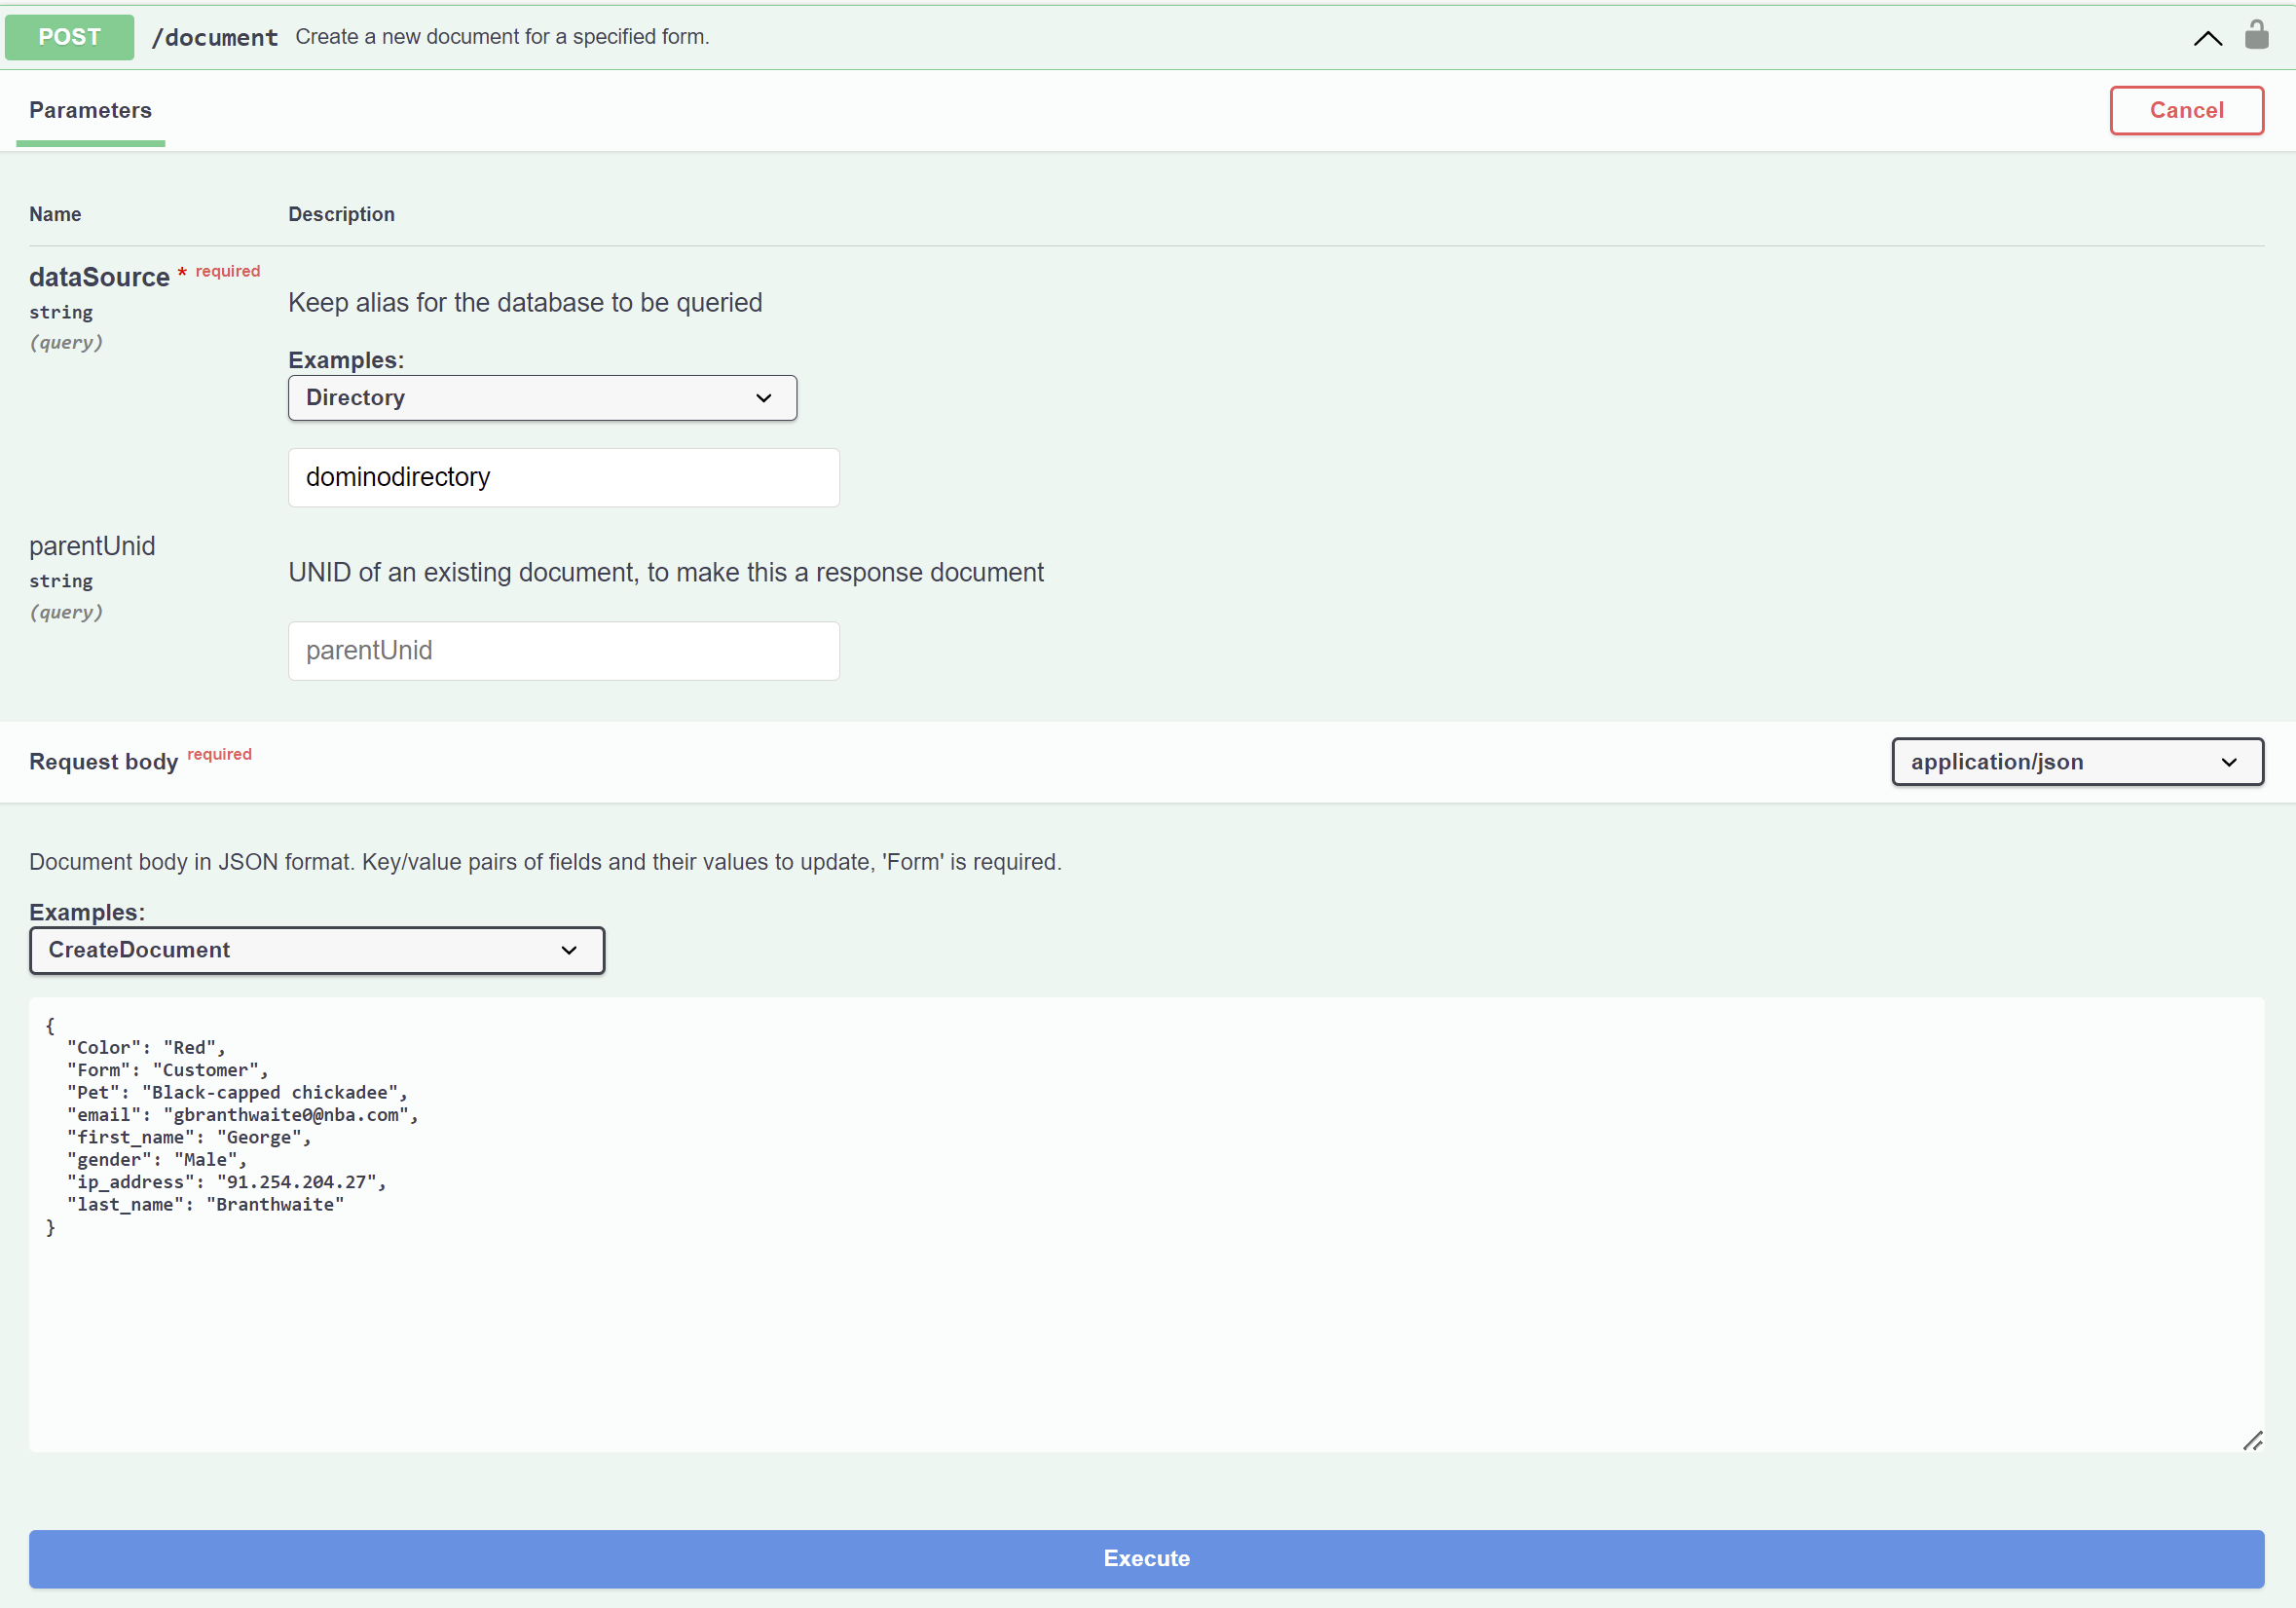 POST /document Create a new document for a specified form.
Parameters Cancel
Name Description
dataSource * required
string
(query)
Keep alias for the database to be queried
Examples:
Directory
dominodirectory
parentUnid
string
(query)
UNID of an existing document, to make this a response document
parentUnid
Request body required application/json
Document body in JSON format. Key/value pairs of fields and their values to update, 'Form' is required.
Examples:
CreateDocument
{
  "Color": "Red",
  "Form": "Customer",
  "Pet": "Black-capped chickadee",
  "email": "gbranthwaite0@nba.com",
  "first_name": "George",
  "gender": "Male",
  "ip_address": "91.254.204.27",
  "last_name": "Branthwaite"
}
Execute